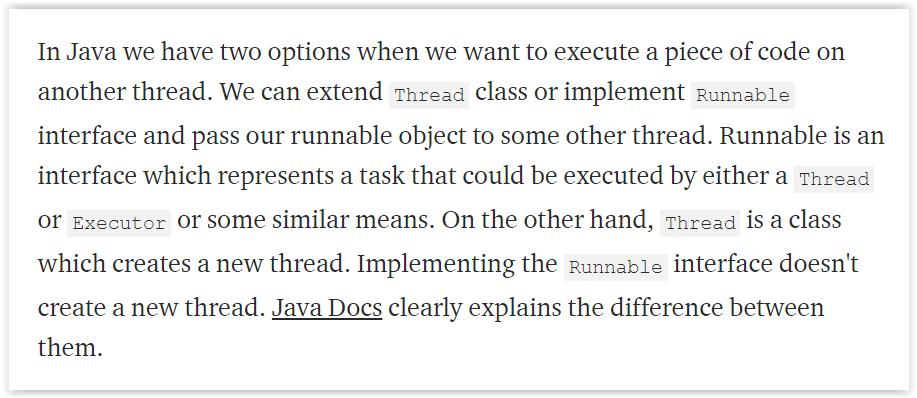 In Java we have two options when we want to execute a piece of code on
another thread. We can extend Thread class or implement Runnable
interface and pass our runnable object to some other thread. Runnable is an
interface which represents a task that could be executed by either a Thread
or Executor or some similar means. On the other hand, Thread is a class
which creates a new thread. Implementing the Runnable interface doesn't
create a new thread. Java Docs clearly explains the difference between
them.